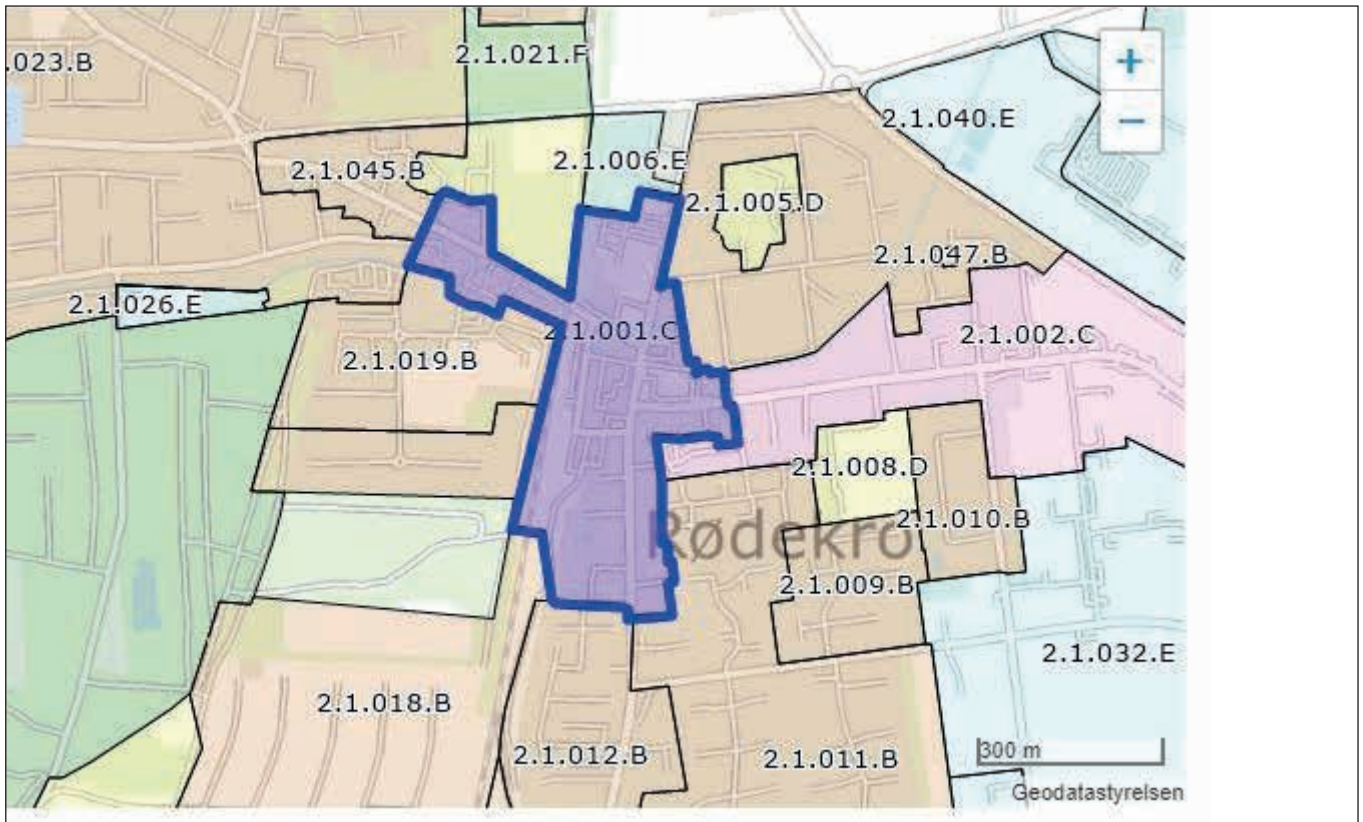 2.1.021.F
.023.B
+
−
2.1.040.E
2.1.045.B
2.1.006.E
2.1.005.D
2.1.047.B
2.1.026.E
2.1.001.C
2.1.002.C
2.1.019.B
2.1.008.D
2.1.010.B
Rødekro
2.1.009.B
2.1.032.E
2.1.018.B
2.1.012.B
2.1.011.B
300 m
Geodatastyrelsen